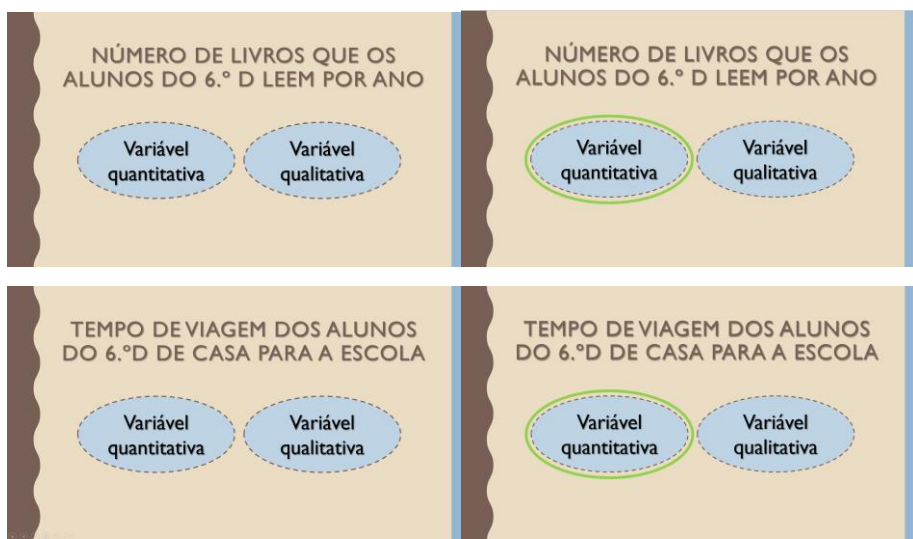 NÚMERO DE LIVROS QUE OS
ALUNOS DO 6.º D LEEM POR ANO
Variável
quantitativa
Variável
qualitativa
NÚMERO DE LIVROS QUE OS
ALUNOS DO 6.º D LEEM POR ANO
Variável
quantitativa
Variável
qualitativa
TEMPO DE VIAGEM DOS ALUNOS
DO 6.ºD DE CASA PARA A ESCOLA
Variável
quantitativa
Variável
qualitativa
TEMPO DE VIAGEM DOS ALUNOS
DO 6.ºD DE CASA PARA A ESCOLA
Variável
quantitativa
Variável
qualitativa